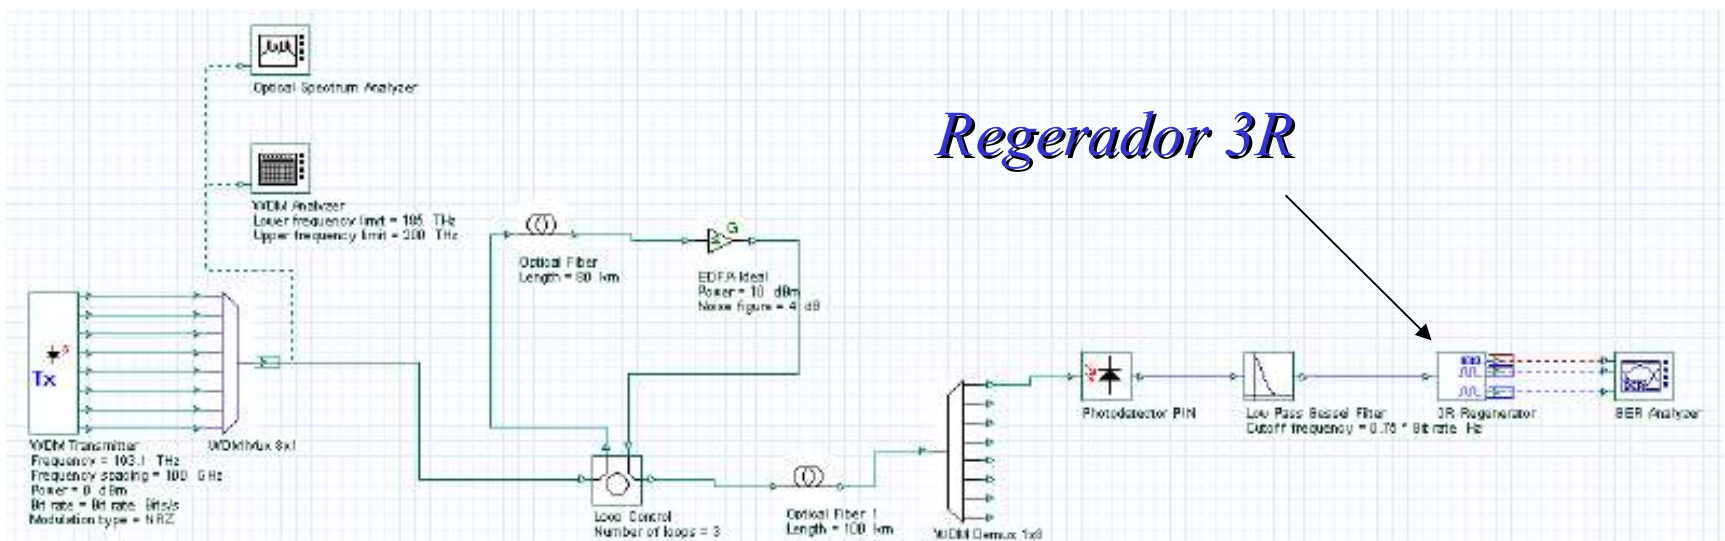 Optical Spectrum Analyzer
Regerador 3R
WDM Analyzer
Lower frequency limit = 185 THz
Upper frequency limit = 200 THz
Optical Fiber
Length = 80 km
EDFA Ideal
Power = 10 dBm
Noise figure = 4 dB
Tx
WDM Transmitter
Frequency = 193.1 THz
Frequency spacing = 100 GHz
Power = 0 dBm
Bit rate = Bit rate Bits/s
Modulation type = NRZ
WDM Mux 8x1
Loop Control
Number of loops = 3
Optical Fiber 1
Length = 100 km
WDM Demux 1x8
Photodetector PIN
Low Pass Bessel Filter
Cutoff frequency = 0.75 * Bit rate Hz
3R Regenerator
BER Analyzer